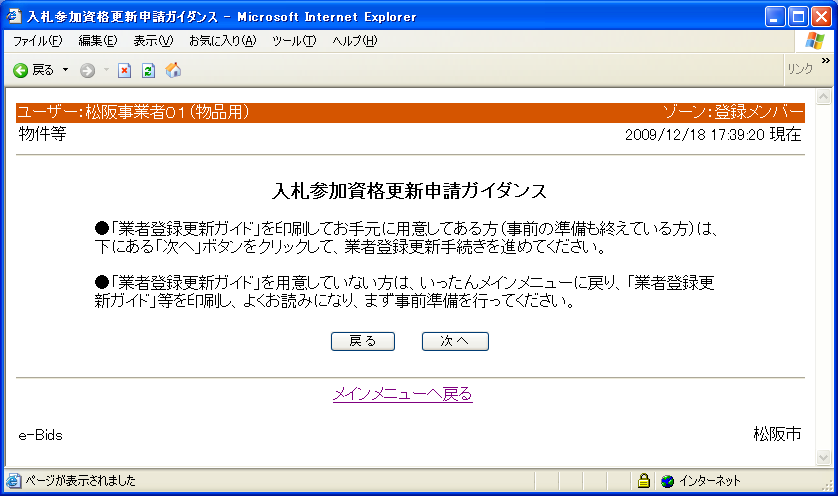 入札参加資格更新申請ガイダンス - Microsoft Internet Explorer
ファイル(F) 編集(E) 表示(V) お気に入り(A) ツール(T) ヘルプ(H)
戻る リンク »
ユーザー：松阪事業者０１（物品用） ゾーン：登録メンバー
物件等 2009/12/18 17:39:20 現在
入札参加資格更新申請ガイダンス
●「業者登録更新ガイド」を印刷してお手元に用意してある方（事前の準備も終えている方）は、
下にある「次へ」ボタンをクリックして、業者登録更新手続きを進めてください。
●「業者登録更新ガイド」を用意していない方は、いったんメインメニューに戻り、「業者登録更
新ガイド」等を印刷し、よくお読みになり、まず事前準備を行ってください。
戻る 次へ
メインメニューへ戻る
e-Bids 松阪市
ページが表示されました インターネット